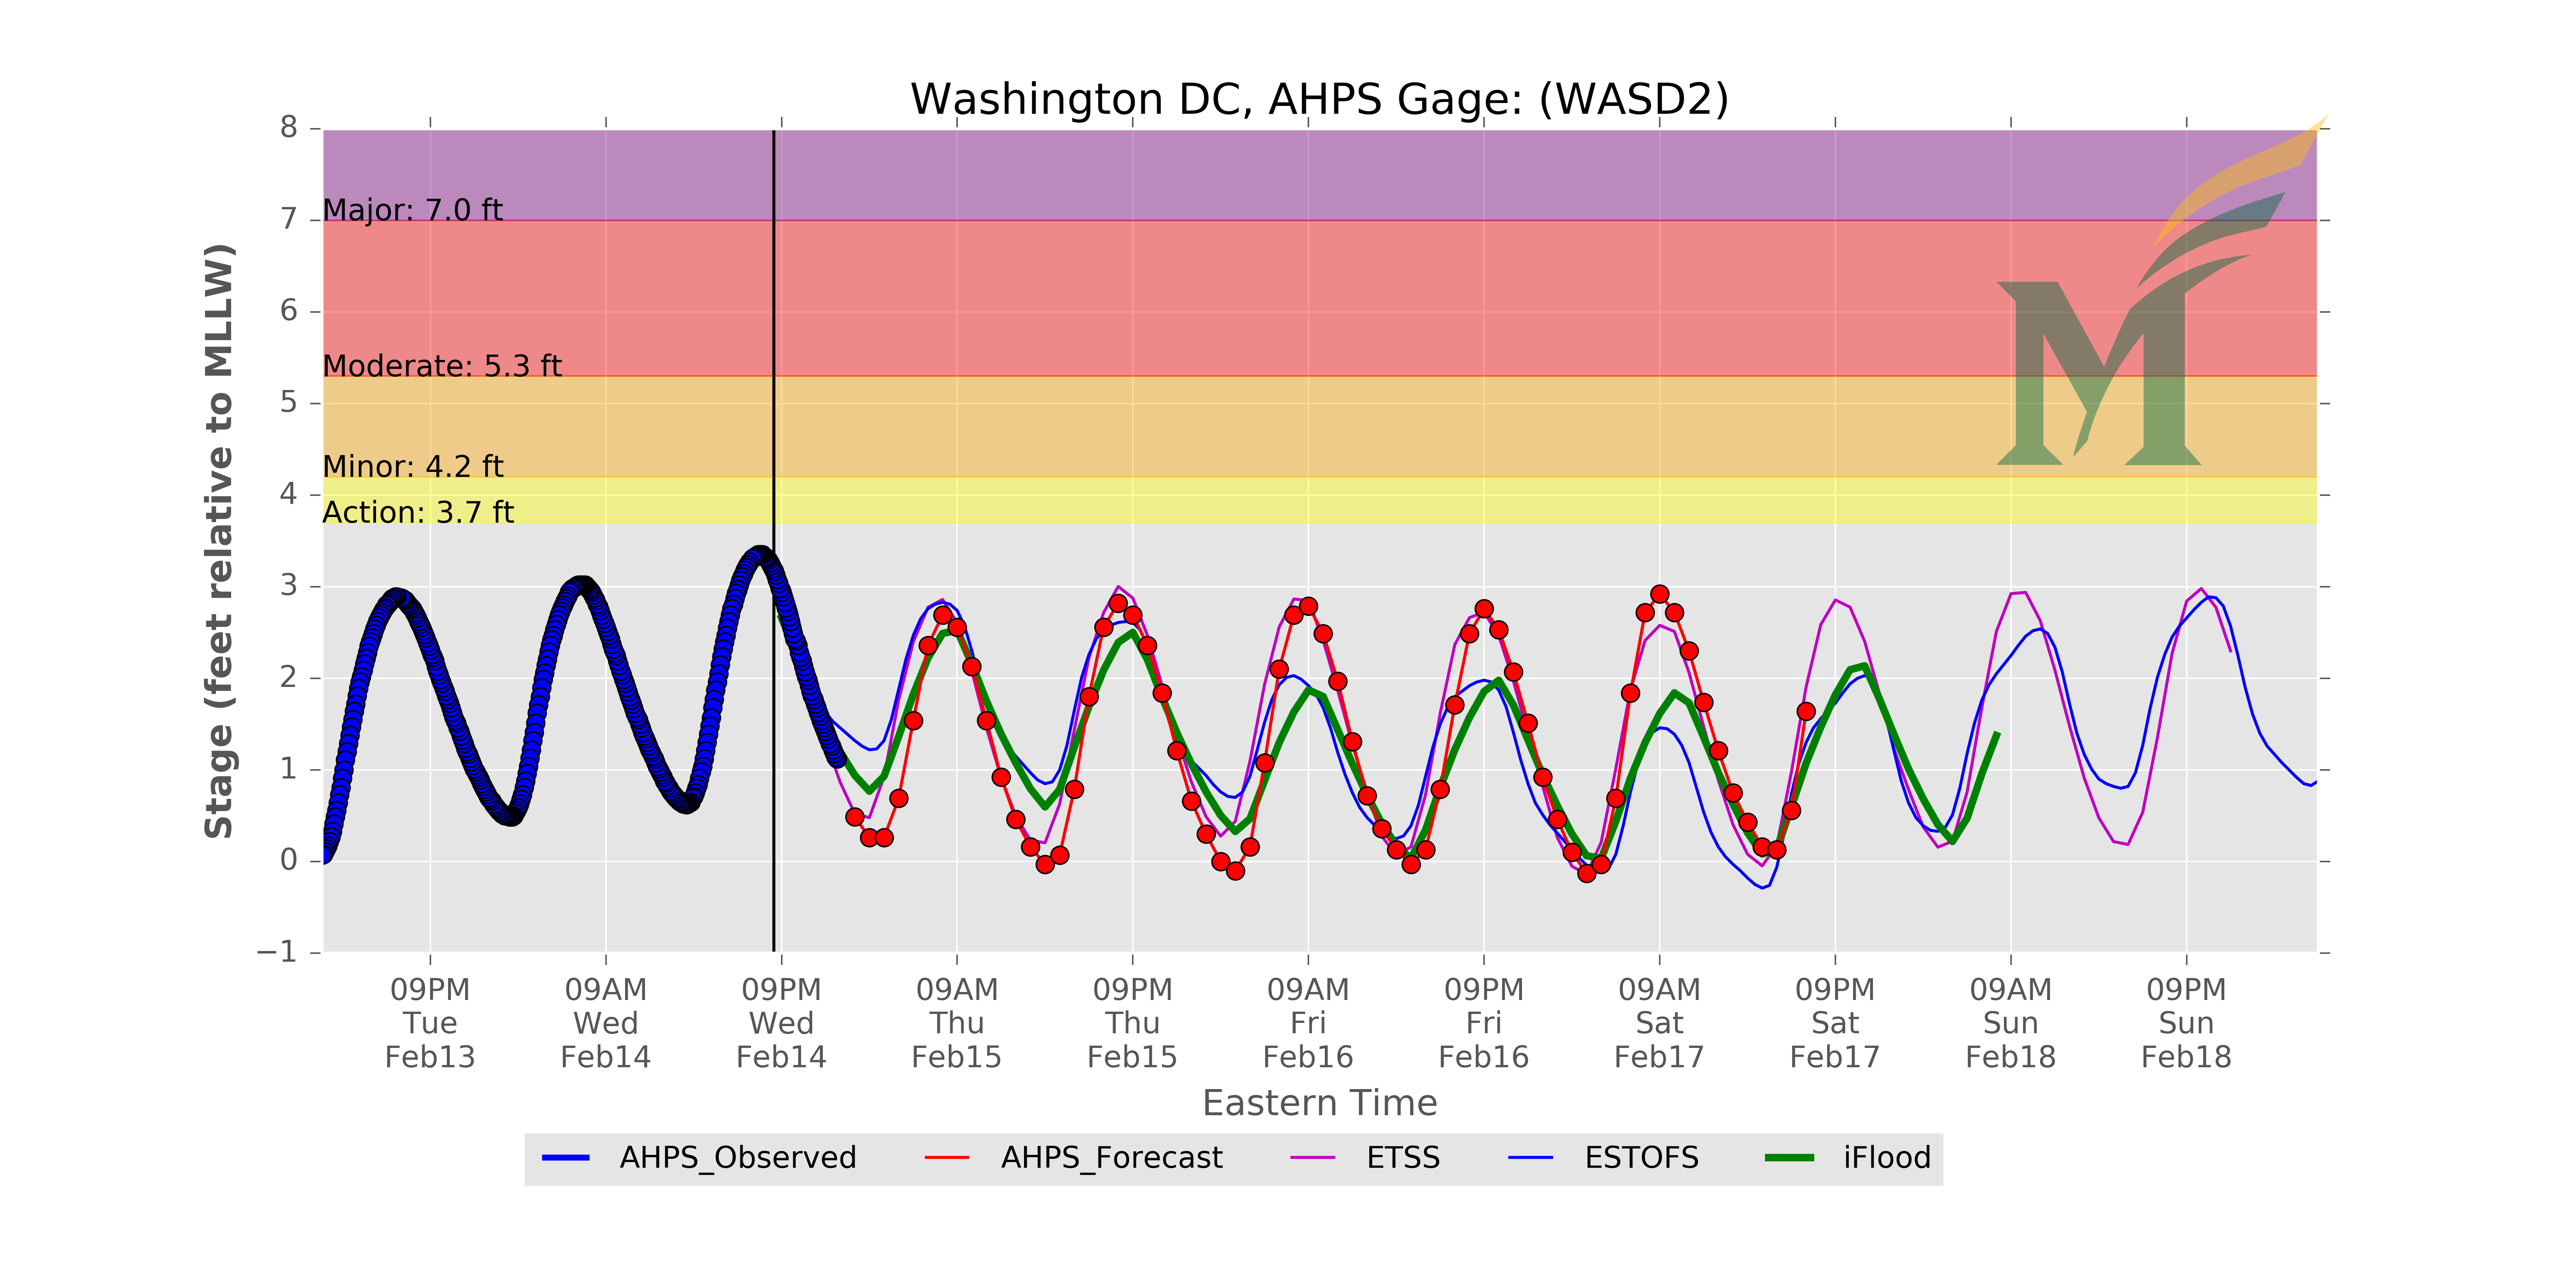 Washington DC, AHPS Gage: (WASD2)
Stage (feet relative to MLLW)
8
7
6
5
4
3
2
1
0
−1
Major: 7.0 ft
Moderate: 5.3 ft
Minor: 4.2 ft
Action: 3.7 ft
M
09PM 09AM 09PM 09AM 09PM 09AM 09PM 09AM 09PM 09AM 09PM
Tue Wed Wed Thu Thu Fri Fri Sat Sat Sun Sun
Feb13 Feb14 Feb14 Feb15 Feb15 Feb16 Feb16 Feb17 Feb17 Feb18 Feb18
Eastern Time
AHPS_Observed AHPS_Forecast ETSS ESTOFS iFlood